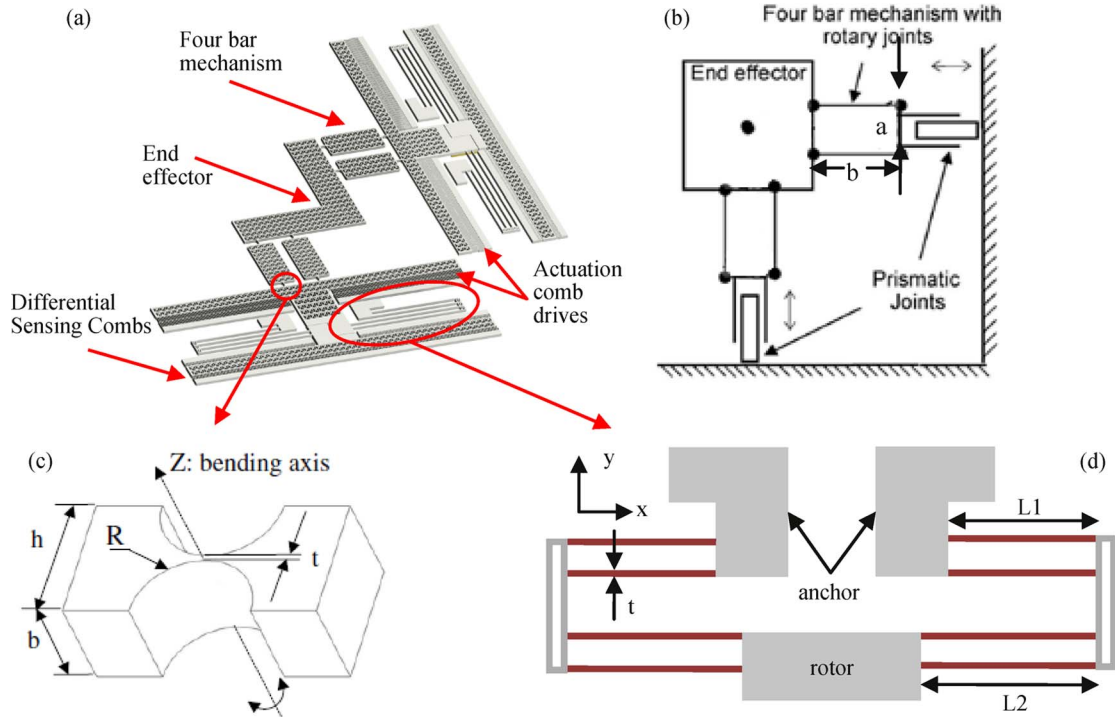 (a)
Four bar
mechanism
End
effector
Differential
Sensing Combs
Actuation
comb
drives
(b)
Four bar mechanism with
rotary joints
End effector
a
b
Prismatic
Joints
(c)
Z: bending axis
h
R
t
b
(d)
y
x
L1
t
anchor
rotor
L2